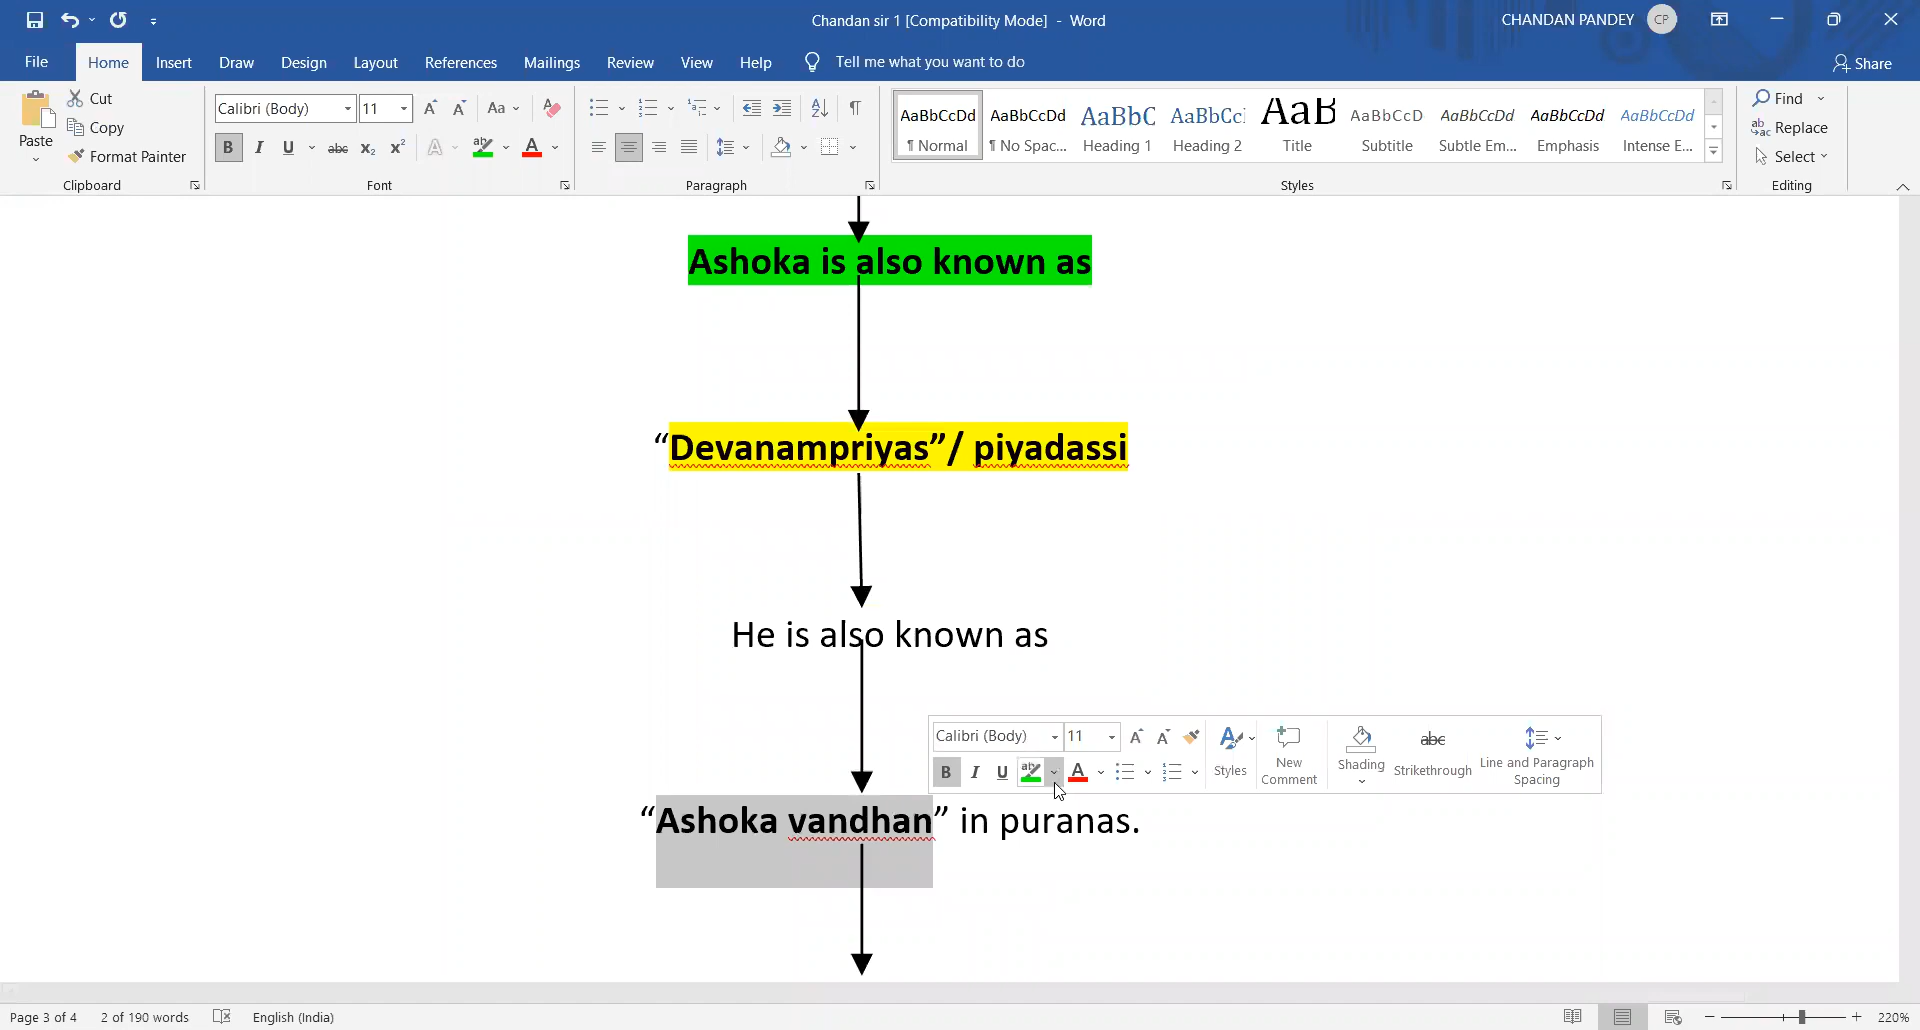 Chandan sir 1 [Compatibility Mode] - Word
CHANDAN PANDEY CP
File Home Insert Draw Design Layout References Mailings Review View Help Tell me what you want to do Share
Paste
Cut
Copy
Format Painter
Clipboard
Calibri (Body) 11
Font
Paragraph
AaBbCcDd AaBbCcDd AaBbC AaBbCc AaB AaBbCcD AaBbCcDd AaBbCcDd AaBbCcDd
¶ Normal ¶ No Spac... Heading 1 Heading 2 Title Subtitle Subtle Em... Emphasis Intense E...
Styles
Find
Replace
Select
Editing
Ashoka is also known as
“Devanampriyas”/ piyadassi
He is also known as
Calibri (Body) 11
B I U
Styles
New Comment
Shading
Strikethrough
Line and Paragraph Spacing
“Ashoka vandhan” in puranas.
Page 3 of 4 2 of 190 words English (India) 220%